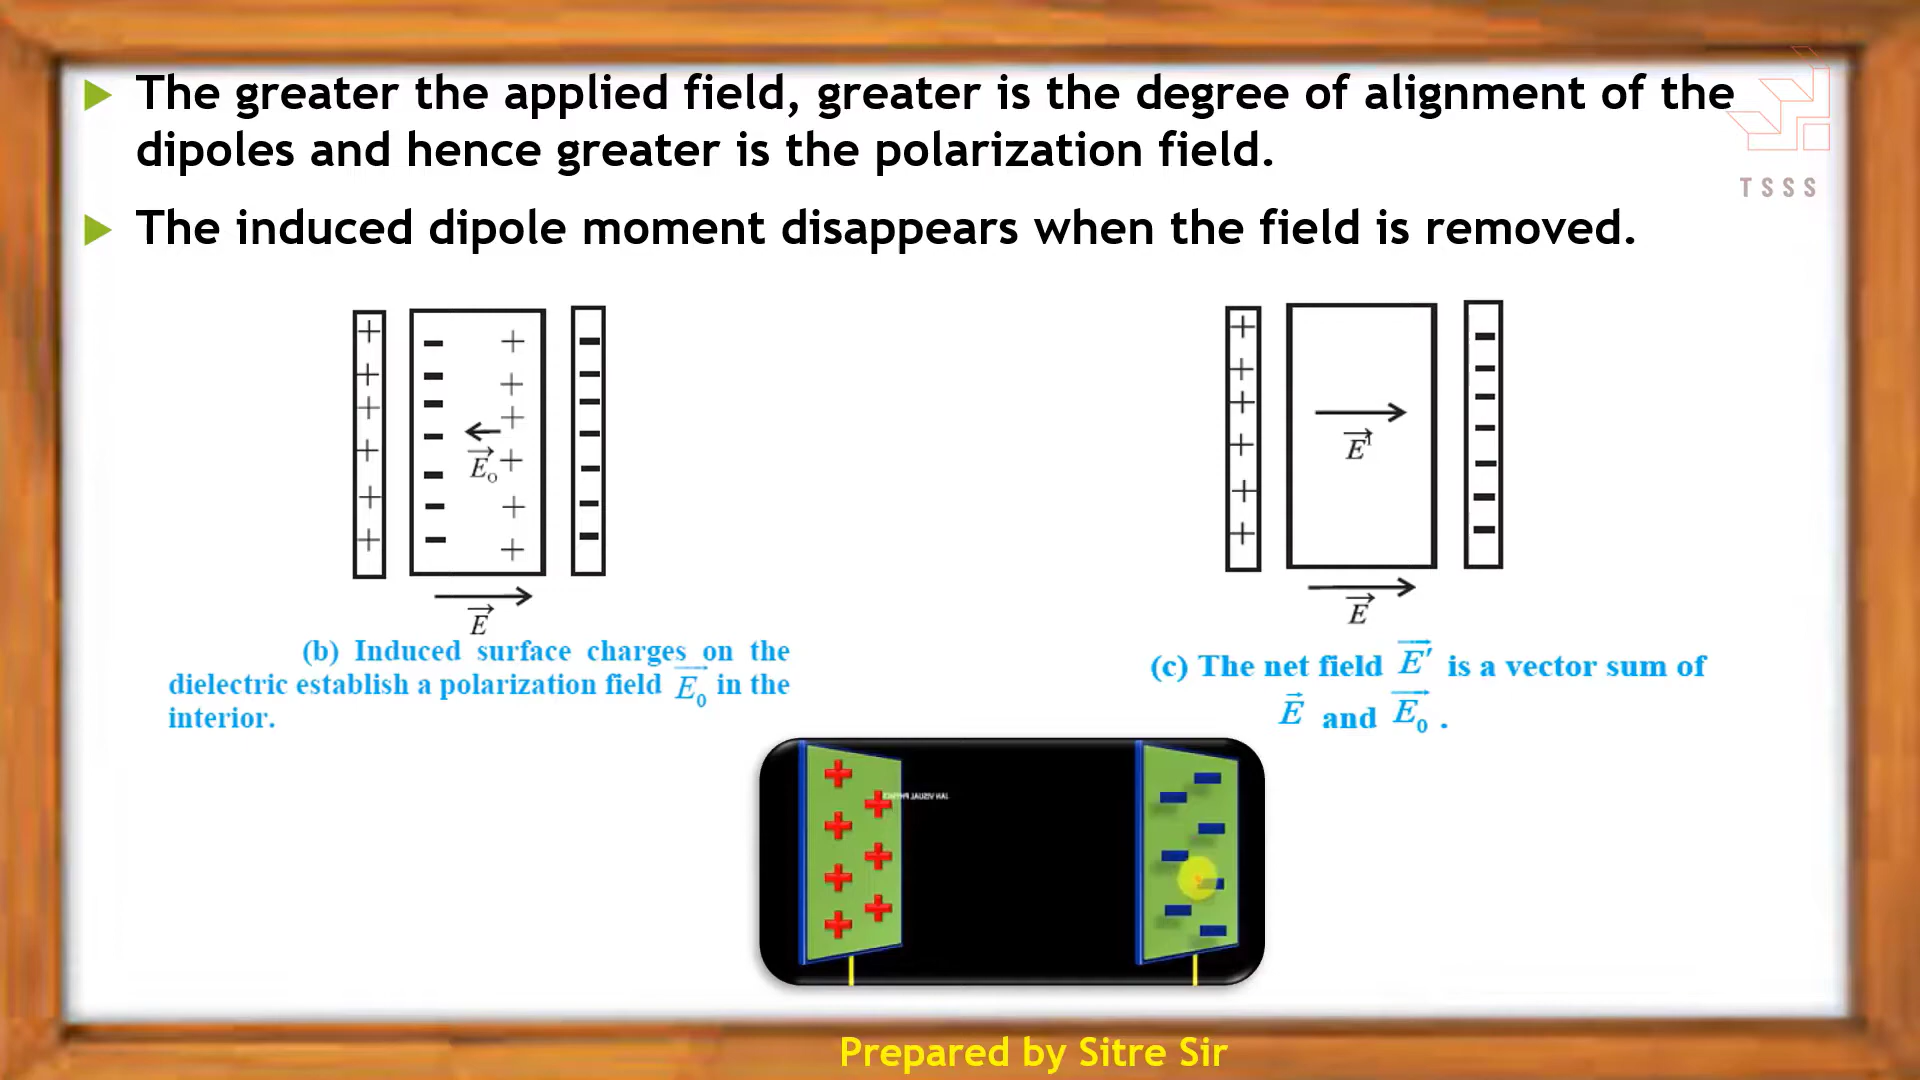 The greater the applied field, greater is the degree of alignment of the
dipoles and hence greater is the polarization field.
TSSS
The induced dipole moment disappears when the field is removed.
+ + + + + +
- - - - - - -
+ + + + + +
E₀
- - - - - - -
E
+ + + + + +
E'
- - - - - - -
E
(b) Induced surface charges on the
dielectric establish a polarization field E₀ in the
interior.
(c) The net field E′ is a vector sum of
E and E₀ .
Prepared by Sitre Sir